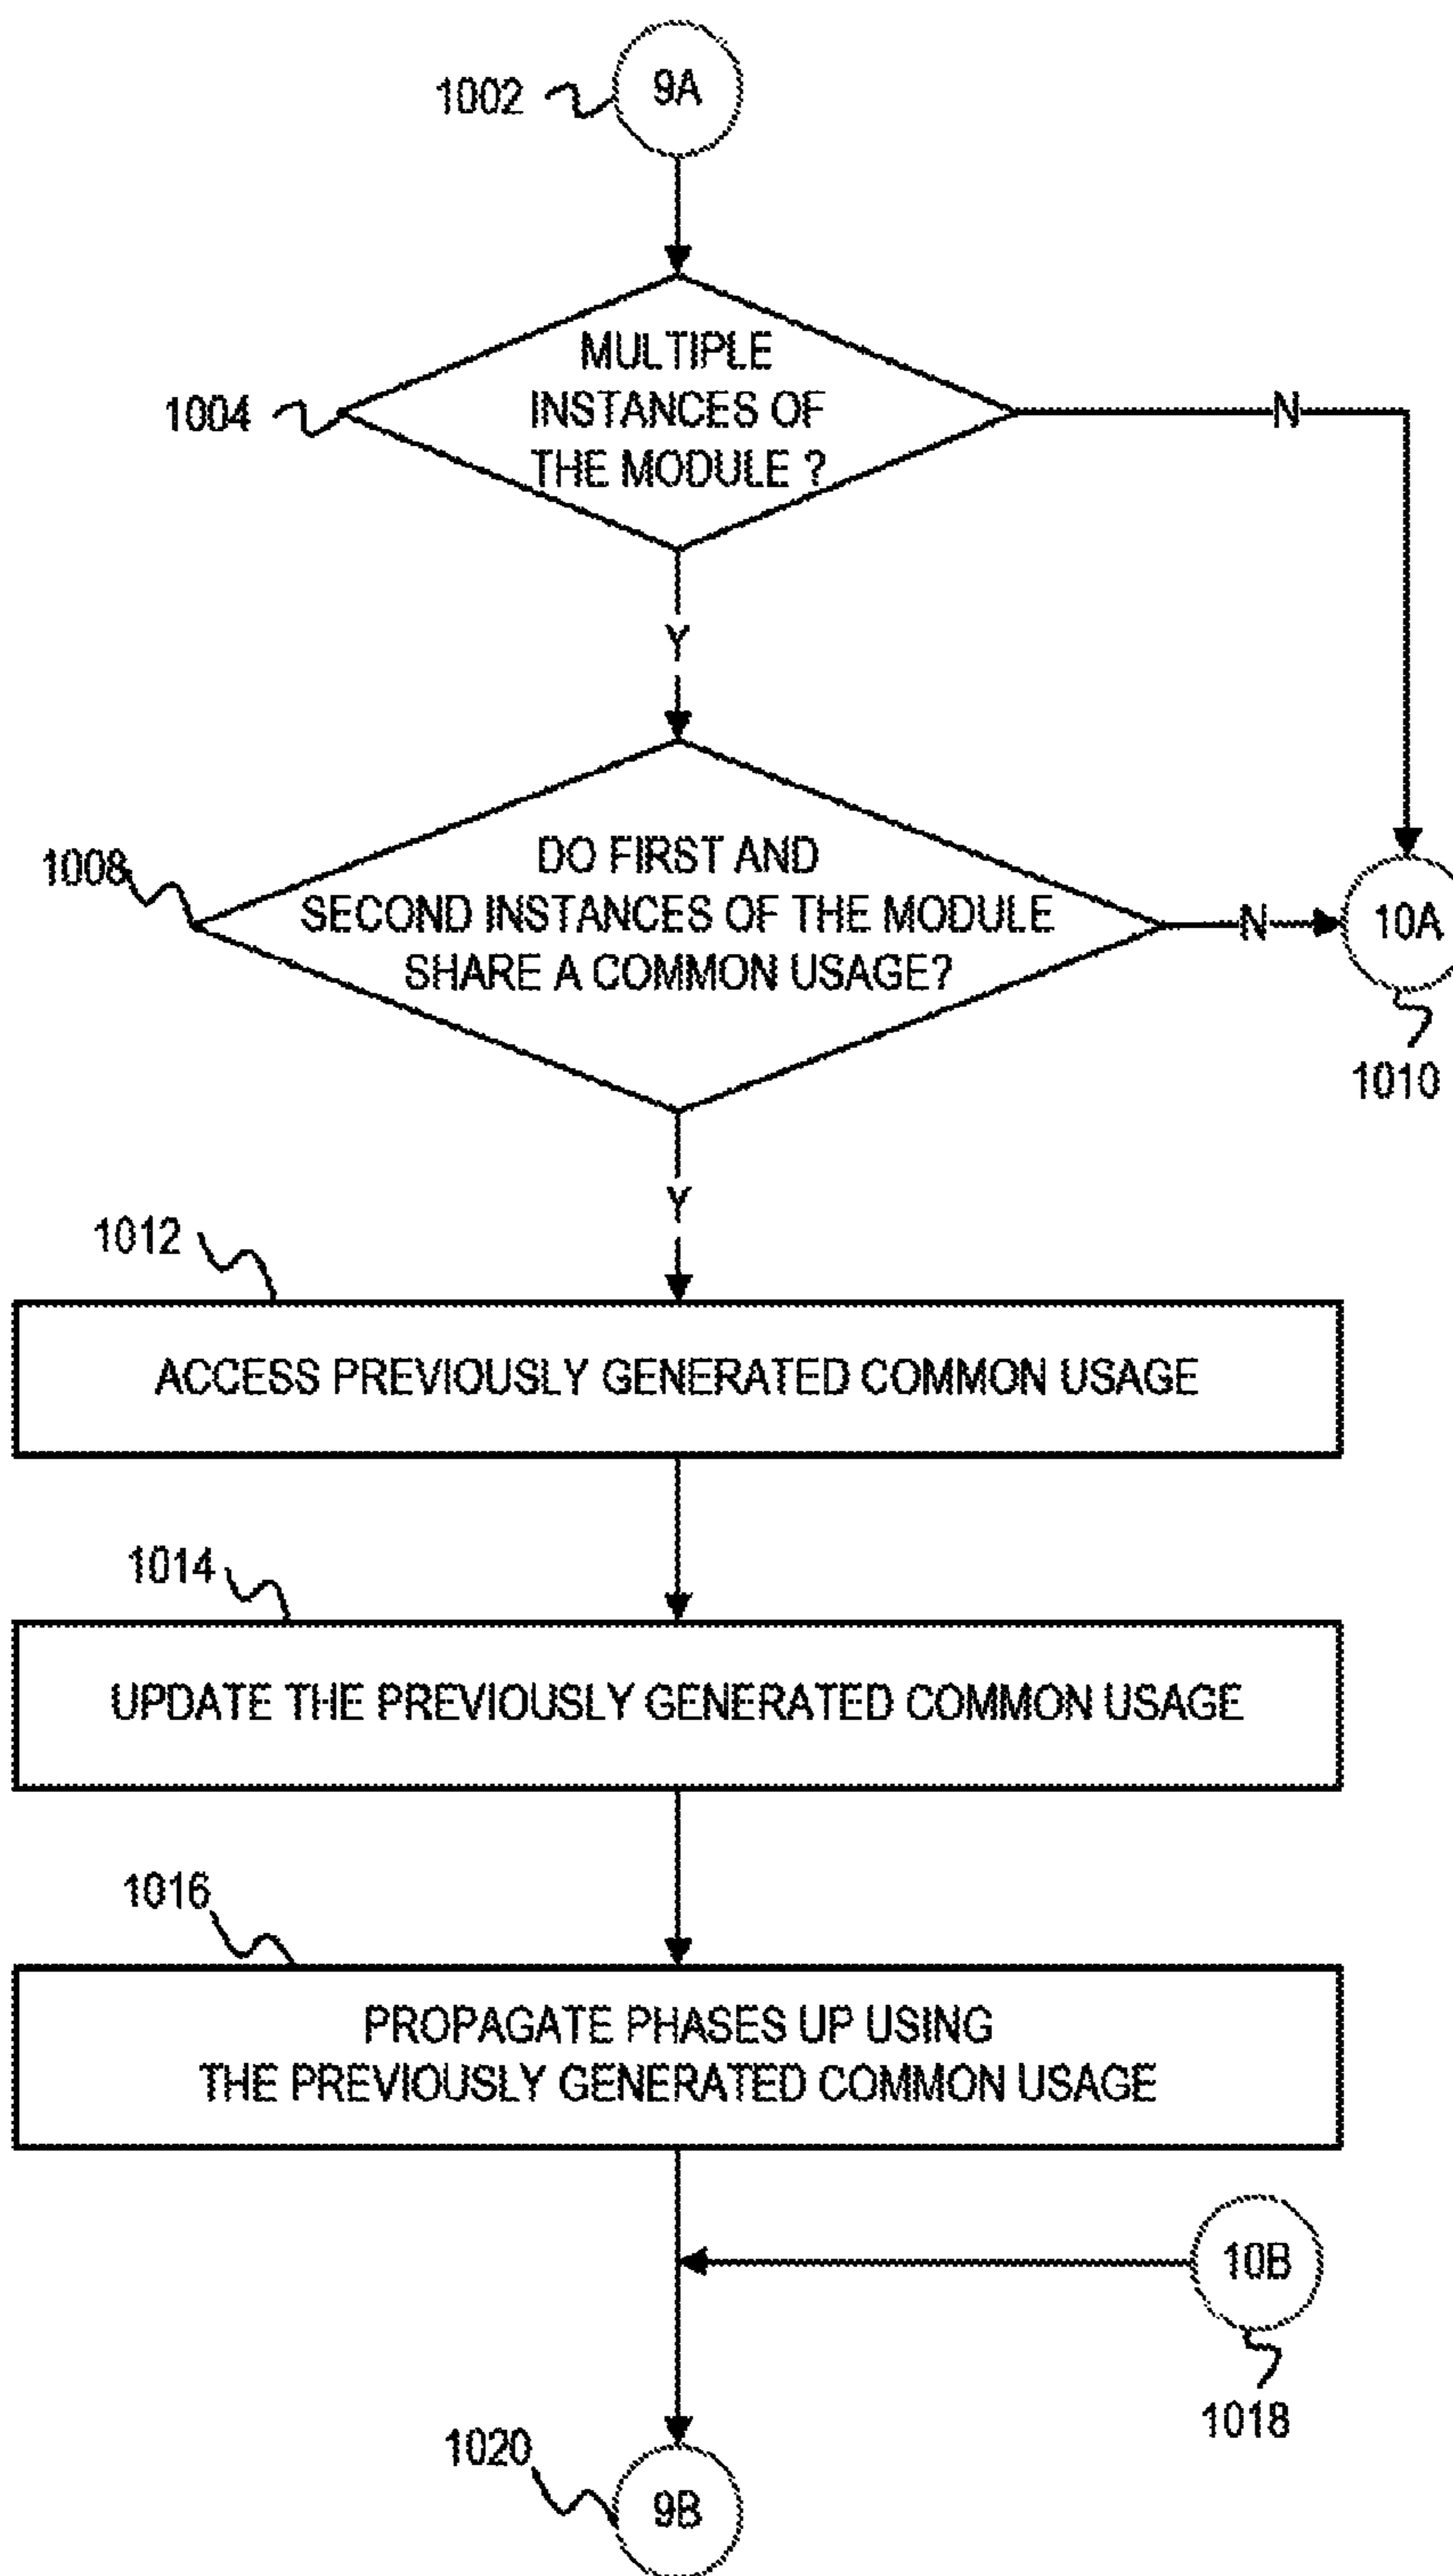 1002
9A
1004
MULTIPLE
INSTANCES OF
THE MODULE ?
N
Y
1008
DO FIRST AND
SECOND INSTANCES OF THE MODULE
SHARE A COMMON USAGE?
N
10A
1010
Y
1012
ACCESS PREVIOUSLY GENERATED COMMON USAGE
1014
UPDATE THE PREVIOUSLY GENERATED COMMON USAGE
1016
PROPAGATE PHASES UP USING
THE PREVIOUSLY GENERATED COMMON USAGE
10B
1018
1020
9B